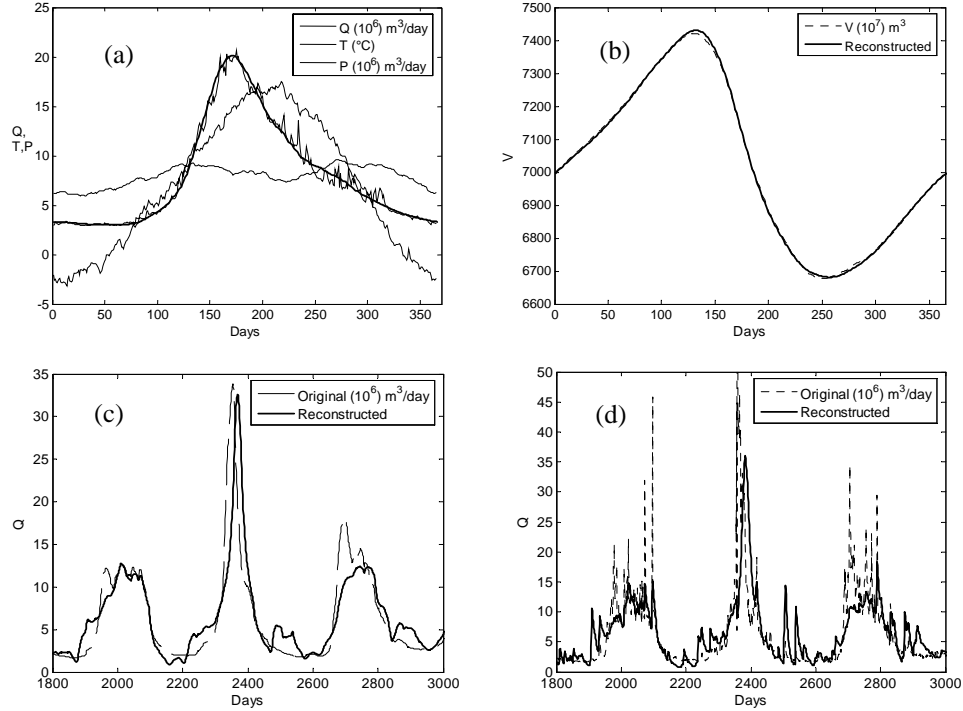 (a)
Q (10⁶) m³/day
T (°C)
P (10⁶) m³/day
25
20
15
10
5
0
-5
Q,
T,P
0 50 100 150 200 250 300 350
Days
(b)
V (10⁷) m³
Reconstructed
7500
7400
7300
7200
7100
7000
6900
6800
6700
6600
V
0 50 100 150 200 250 300 350
Days
(c)
Original (10⁶) m³/day
Reconstructed
35
30
25
20
15
10
5
0
Q
1800 2000 2200 2400 2600 2800 3000
Days
(d)
Original (10⁶) m³/day
Reconstructed
50
45
40
35
30
25
20
15
10
5
0
Q
1800 2000 2200 2400 2600 2800 3000
Days